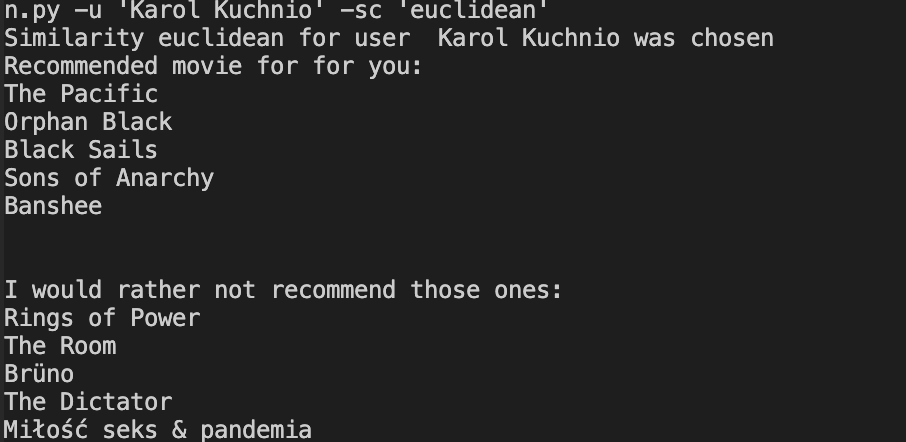 n.py -u 'Karol Kuchnio' -sc 'euclidean'
Similarity euclidean for user  Karol Kuchnio was chosen
Recommended movie for for you:
The Pacific
Orphan Black
Black Sails
Sons of Anarchy
Banshee
I would rather not recommend those ones:
Rings of Power
The Room
Brüno
The Dictator
Miłość seks & pandemia